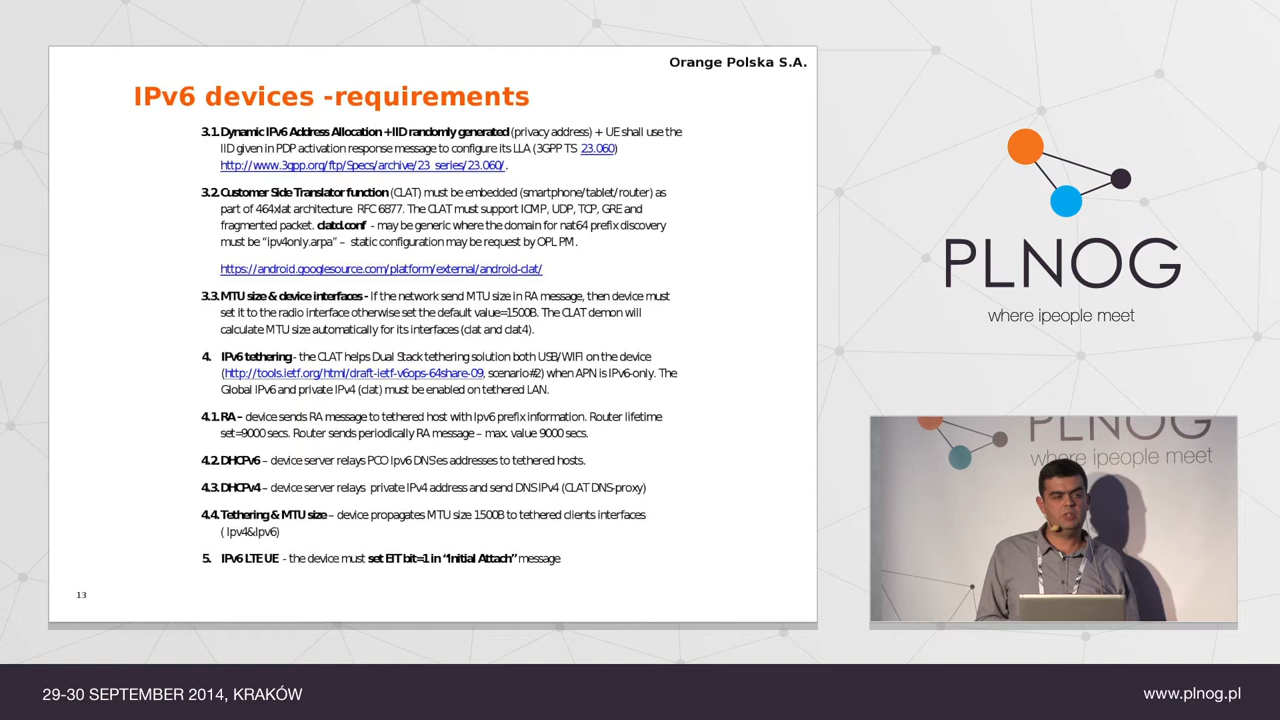 Orange Polska S.A.
IPv6 devices -requirements
3.1. Dynamic IPv6 Address Allocation + IID randomly generated (privacy address) + UE shall use the
IID given in PDP activation response message to configure its LLA (3GPP TS 23.060)
http://www.3gpp.org/ftp/Specs/archive/23_series/23.060/.
3.2. Customer Side Translator function (CLAT) must be embedded (smartphone/tablet/router) as
part of 464xlat architecture RFC 6877. The CLAT must support ICMP, UDP, TCP, GRE and
fragmented packet. clatd.conf - may be generic where the domain for nat64 prefix discovery
must be “ipv4only.arpa” – static configuration may be request by OPL PM.
https://android.googlesource.com/platform/external/android-clat/
3.3. MTU size & device interfaces - If the network send MTU size in RA message, then device must
set it to the radio interface otherwise set the default value=1500B. The CLAT demon will
calculate MTU size automatically for its interfaces (clat and clat4).
4. IPv6 tethering - the CLAT helps Dual Stack tethering solution both USB/WIFI on the device
(http://tools.ietf.org/html/draft-ietf-v6ops-64share-09, scenario#2) when APN is IPv6-only. The
Global IPv6 and private IPv4 (clat) must be enabled on tethered LAN.
4.1. RA – device sends RA message to tethered host with Ipv6 prefix information. Router lifetime
set=9000 secs. Router sends periodically RA message – max. value 9000 secs.
4.2. DHCPv6 – device server relays PCO Ipv6 DNS'es addresses to tethered hosts.
4.3. DHCPv4 – device server relays private IPv4 address and send DNS IPv4 (CLAT DNS-proxy)
4.4. Tethering & MTU size – device propagates MTU size 1500B to tethered clients interfaces
( Ipv4&Ipv6)
5. IPv6 LTE UE - the device must set EIT bit=1 in “Initial Attach” message
13
PLNOG
where ipeople meet
PLNOG
where ipeople meet
29-30 SEPTEMBER 2014, KRAKÓW
www.plnog.pl